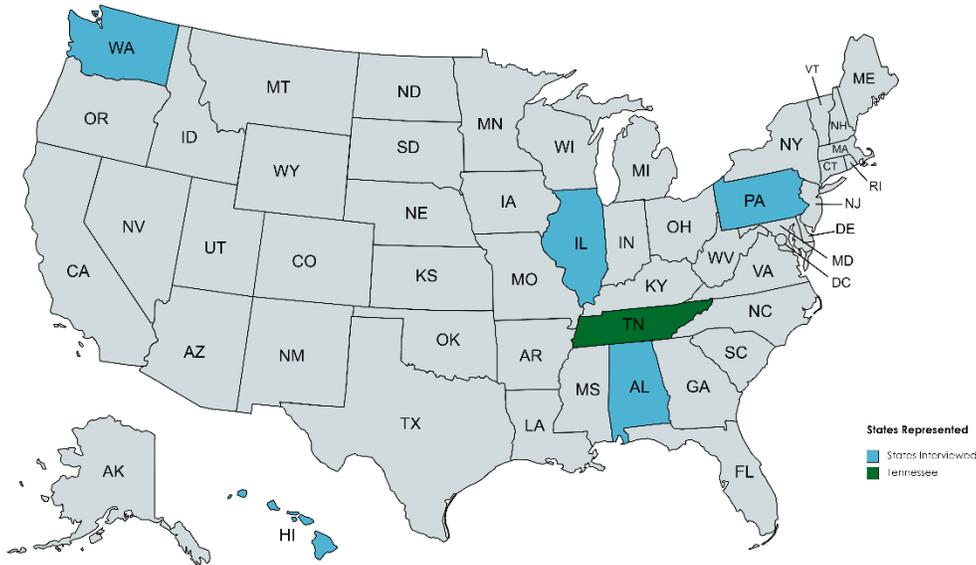 WA
MT
ND
MN
VT
ME
OR
ID
SD
WI
NY
NH
MA
WY
MI
CT
RI
IA
PA
NJ
NE
NV
OH
DE
UT
IL
IN
CO
WV
MD
CA
KS
MO
VA
DC
KY
NC
TN
AZ
NM
OK
AR
SC
MS
AL
GA
TX
LA
States Represented
States Interviewed
Tennessee
AK
FL
HI